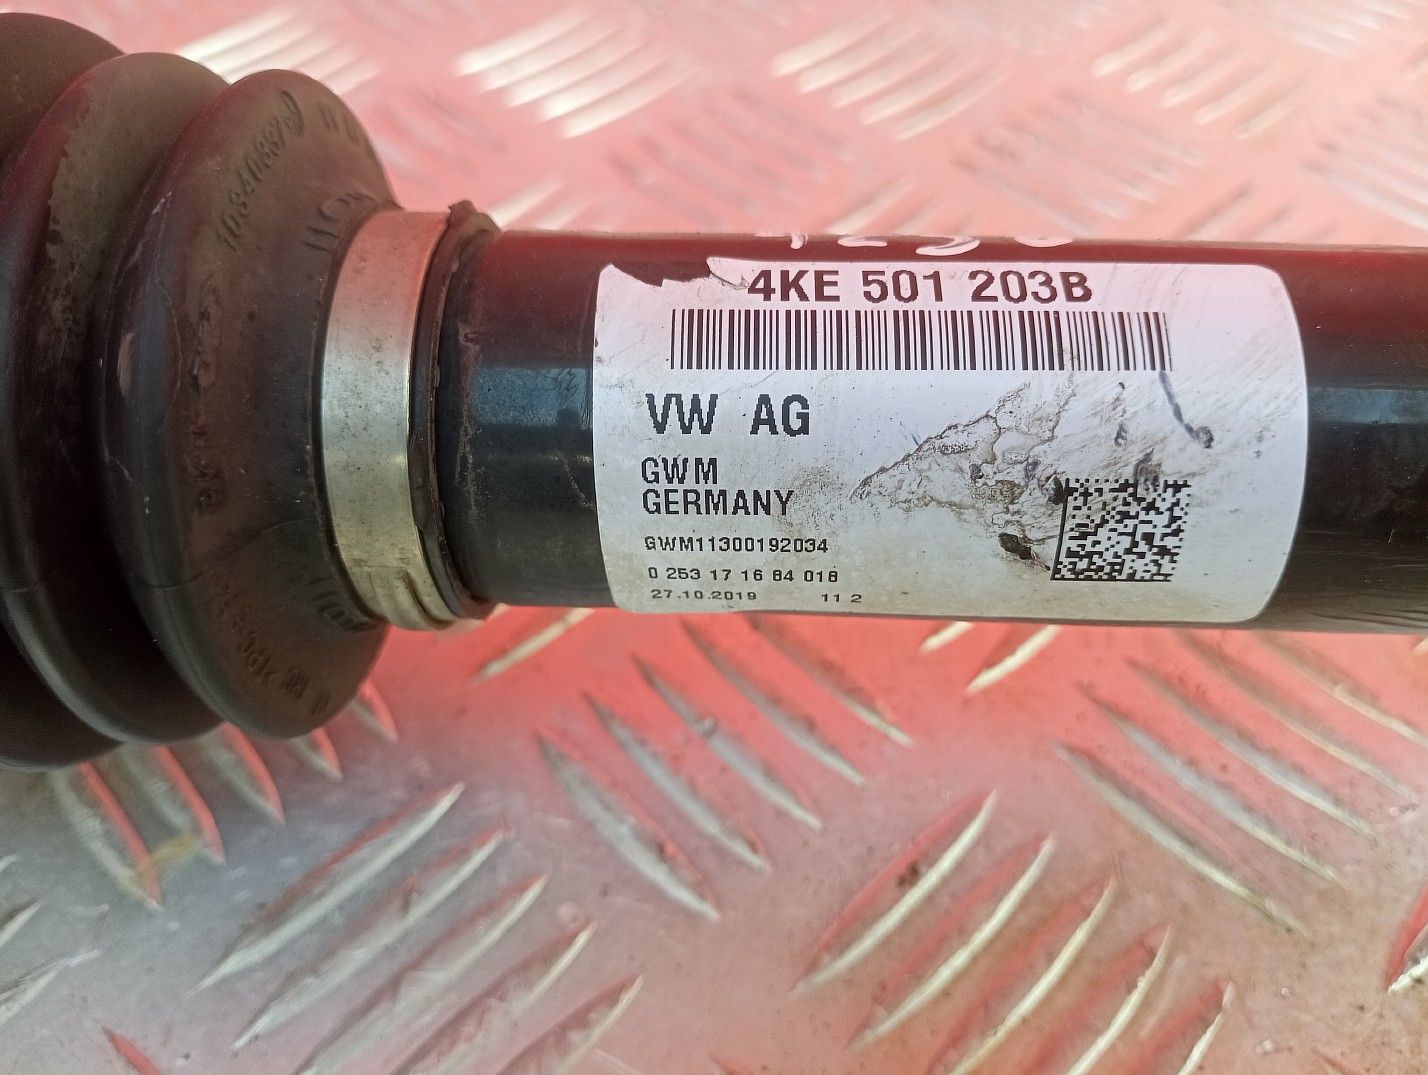 4KE 501 203B
VW AG
GWM
GERMANY
GWM11300192034
0 253 17 16 84 018
27.10.2019 11 2